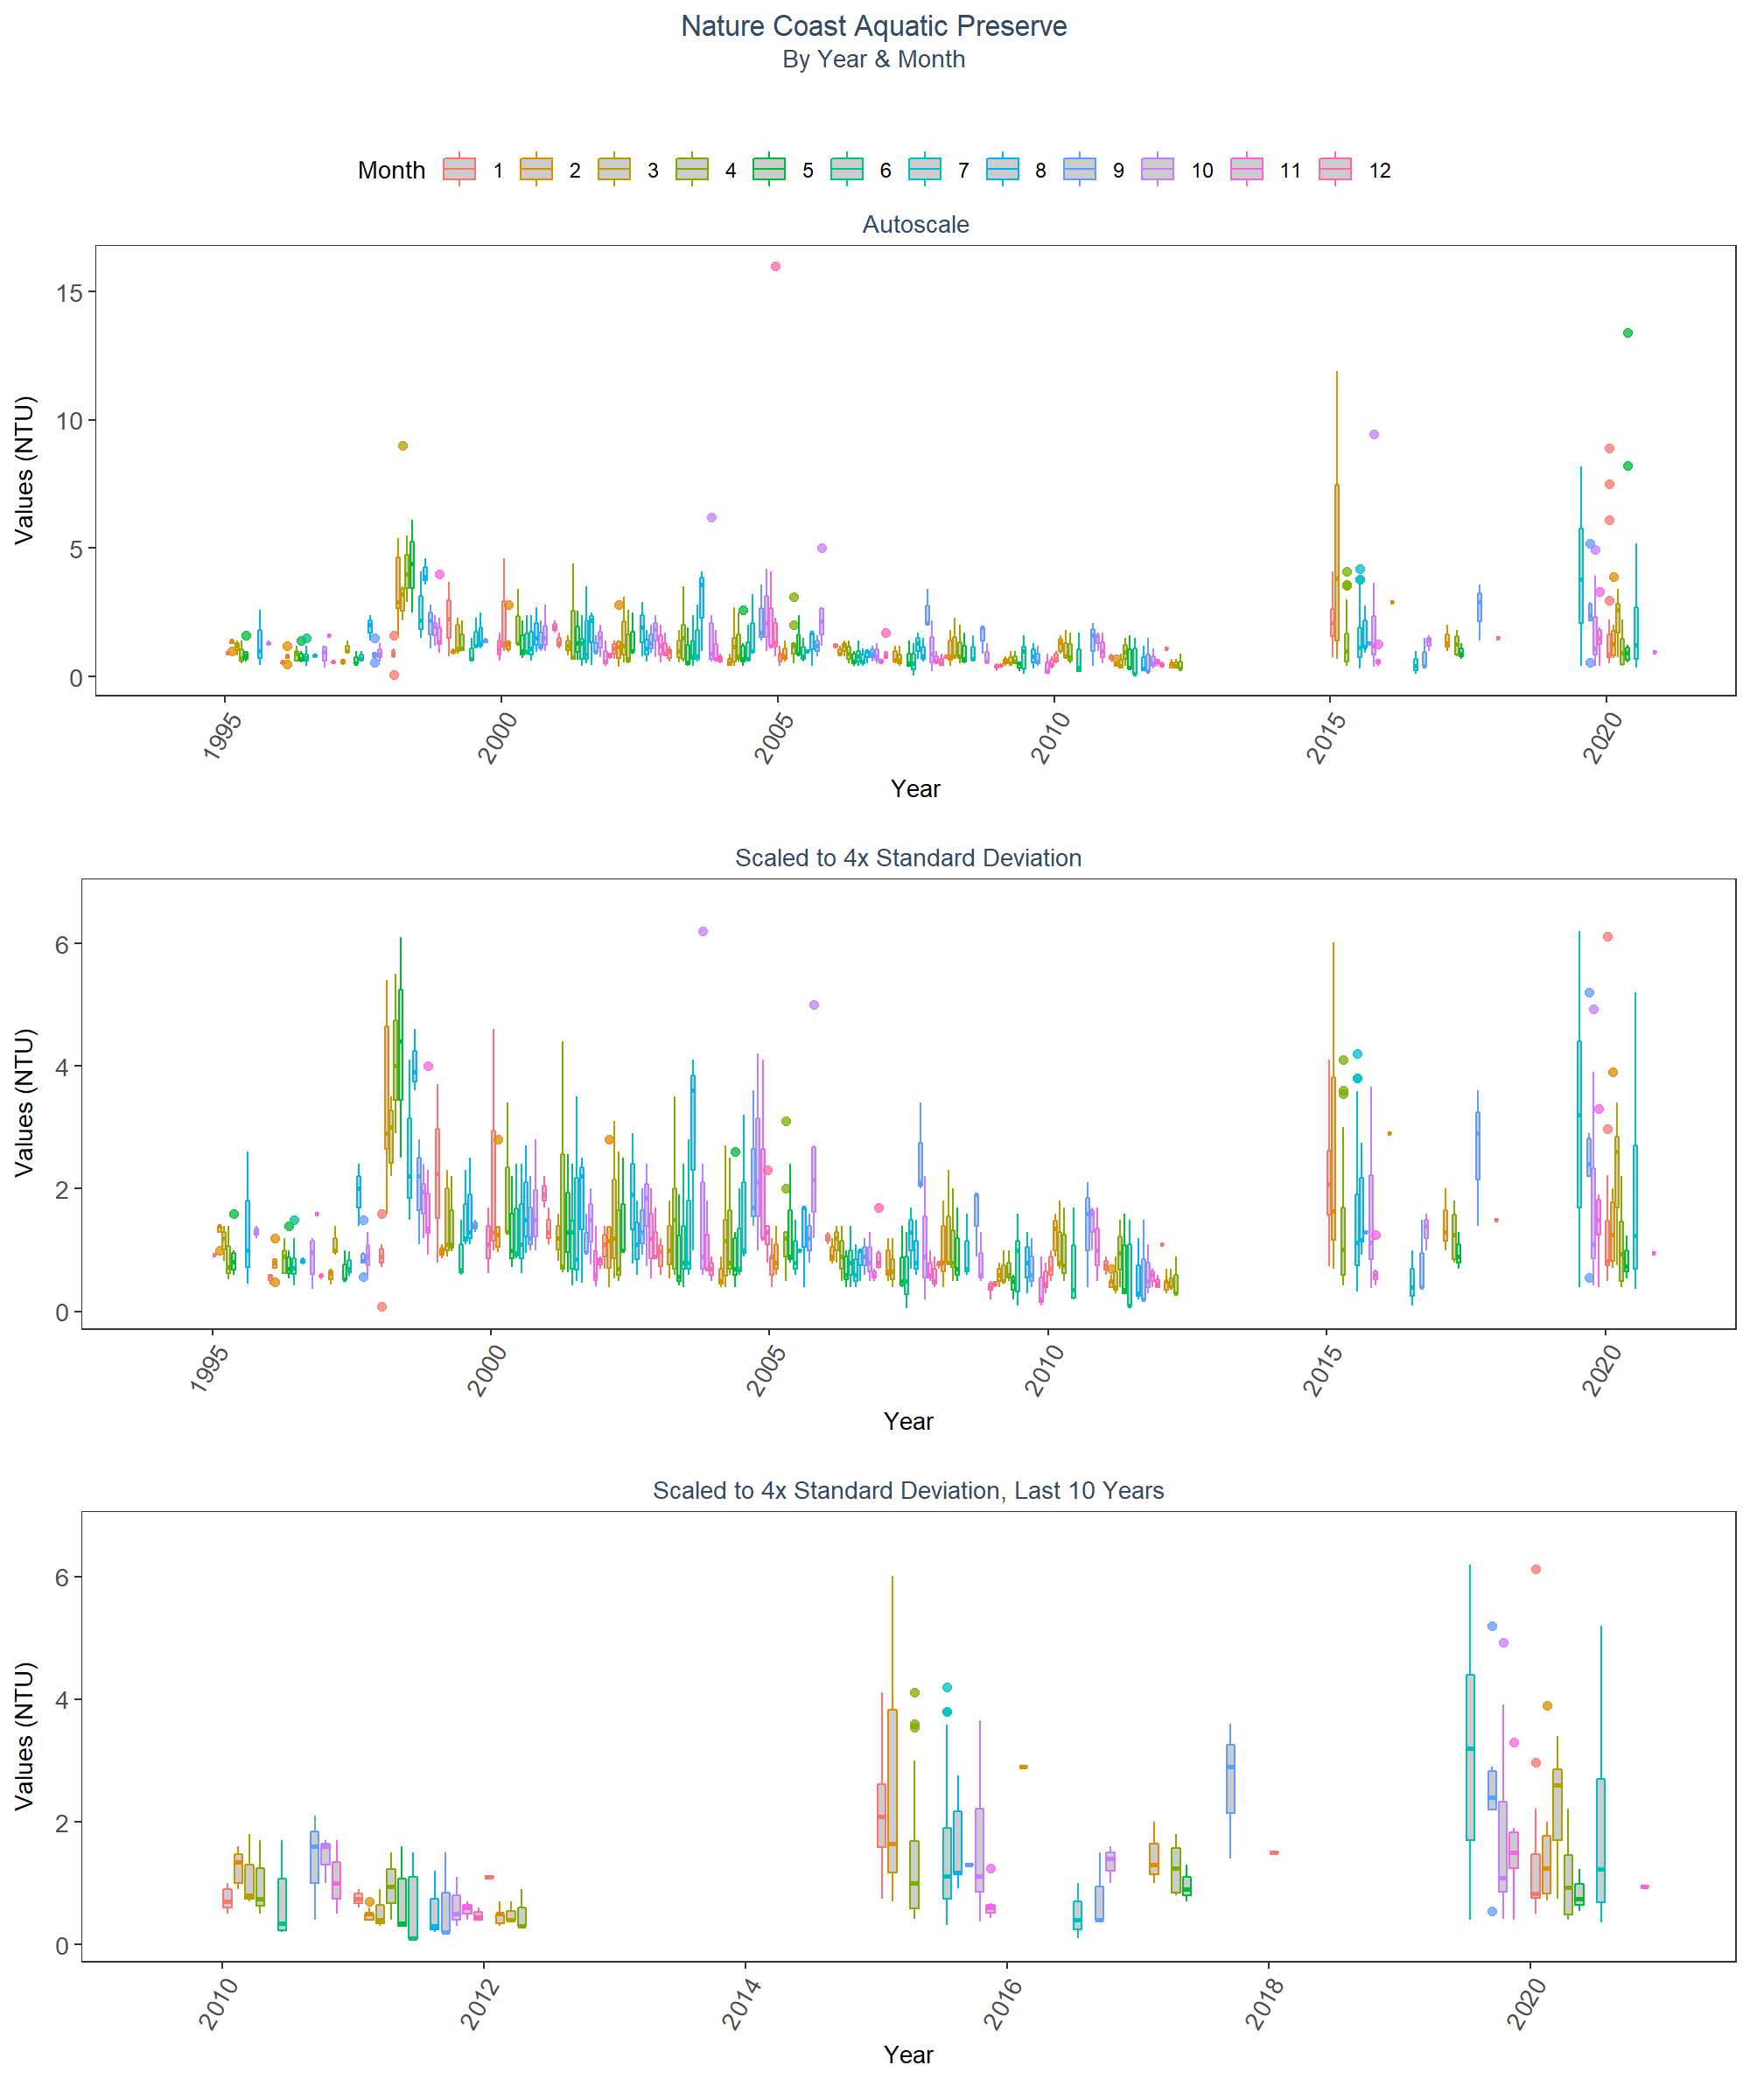 Nature Coast Aquatic Preserve
By Year & Month
Month 1 2 3 4 5 6 7 8 9 10 11 12
Autoscale
Values (NTU)
15
10
5
0
1995 2000 2005 2010 2015 2020
Year
Scaled to 4x Standard Deviation
Values (NTU)
6
4
2
0
1995 2000 2005 2010 2015 2020
Year
Scaled to 4x Standard Deviation, Last 10 Years
Values (NTU)
6
4
2
0
2010 2012 2014 2016 2018 2020
Year